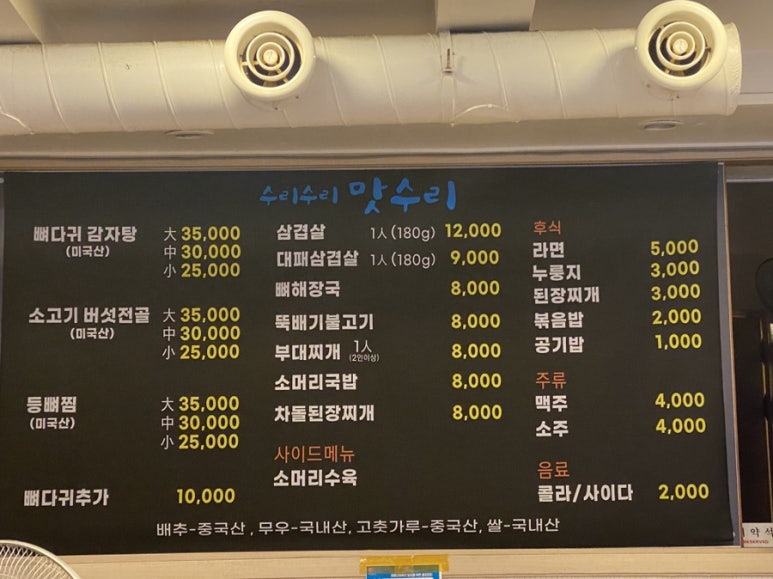 수리수리 맛수리
뼈다귀 감자탕 大 35,000
(미국산) 中 30,000
小 25,000
소고기 버섯전골 大 35,000
(미국산) 中 30,000
小 25,000
등뼈찜 大 35,000
(미국산) 中 30,000
小 25,000
뼈다귀추가 10,000
삼겹살 1人(180g) 12,000
대패삼겹살 1人(180g) 9,000
뼈해장국 8,000
뚝배기불고기 8,000
부대찌개 1人 (2인이상) 8,000
소머리국밥 8,000
차돌된장찌개 8,000
사이드메뉴
소머리수육
후식
라면 5,000
누룽지 3,000
된장찌개 3,000
볶음밥 2,000
공기밥 1,000
주류
맥주 4,000
소주 4,000
음료
콜라/사이다 2,000
배추-중국산 , 무우-국내산, 고춧가루-중국산, 쌀-국내산
약석